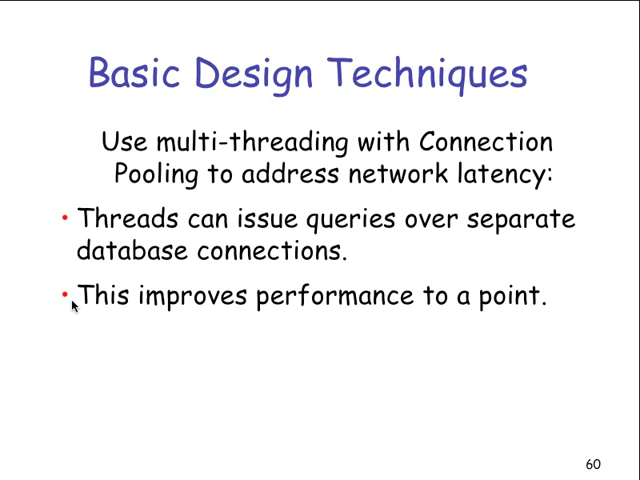 Basic Design Techniques
Use multi-threading with Connection
Pooling to address network latency:
• Threads can issue queries over separate
database connections.
• This improves performance to a point.
60